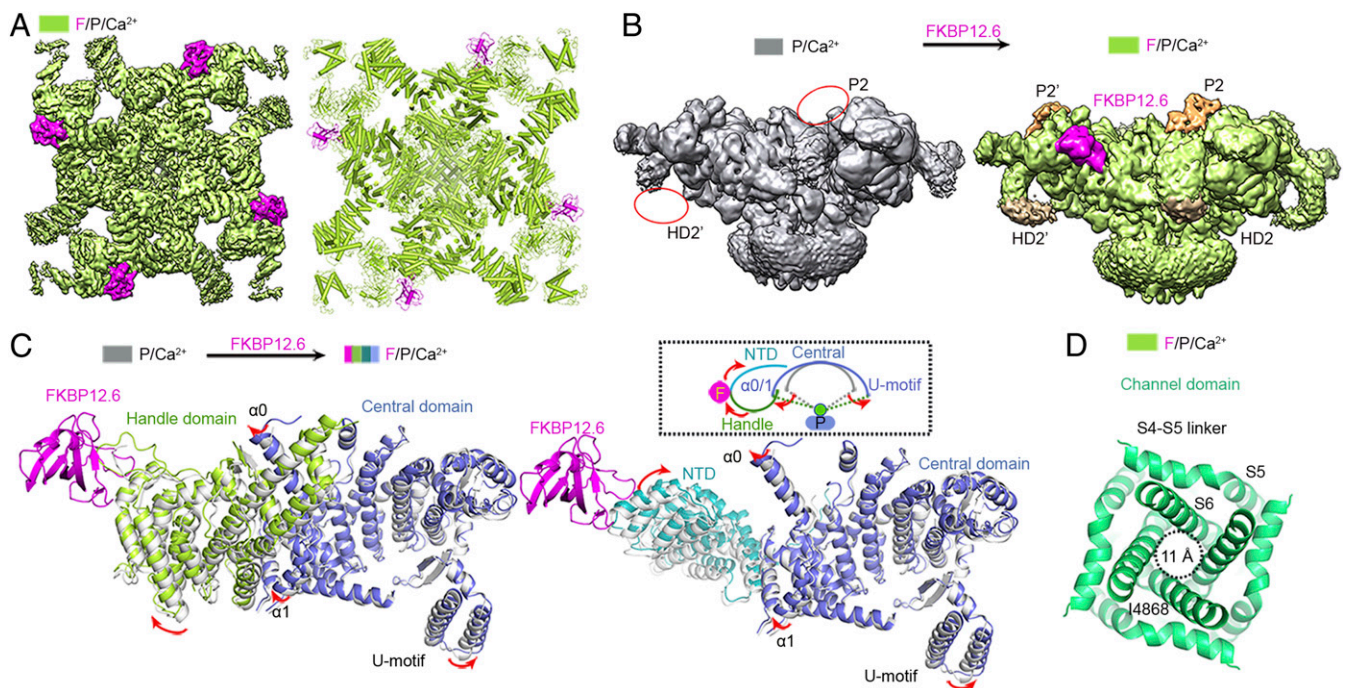 A
F/P/Ca²⁺
B
P/Ca²⁺
FKBP12.6
F/P/Ca²⁺
P2
HD2'
P2'
FKBP12.6
P2
HD2'
HD2
C
P/Ca²⁺
FKBP12.6
F/P/Ca²⁺
FKBP12.6
Handle domain
α0
Central domain
α1
U-motif
NTD
Central
F
α0/1
U-motif
Handle
P
FKBP12.6
NTD
α0
Central domain
α1
U-motif
D
F/P/Ca²⁺
Channel domain
S4-S5 linker
S5
S6
11 Å
I4868